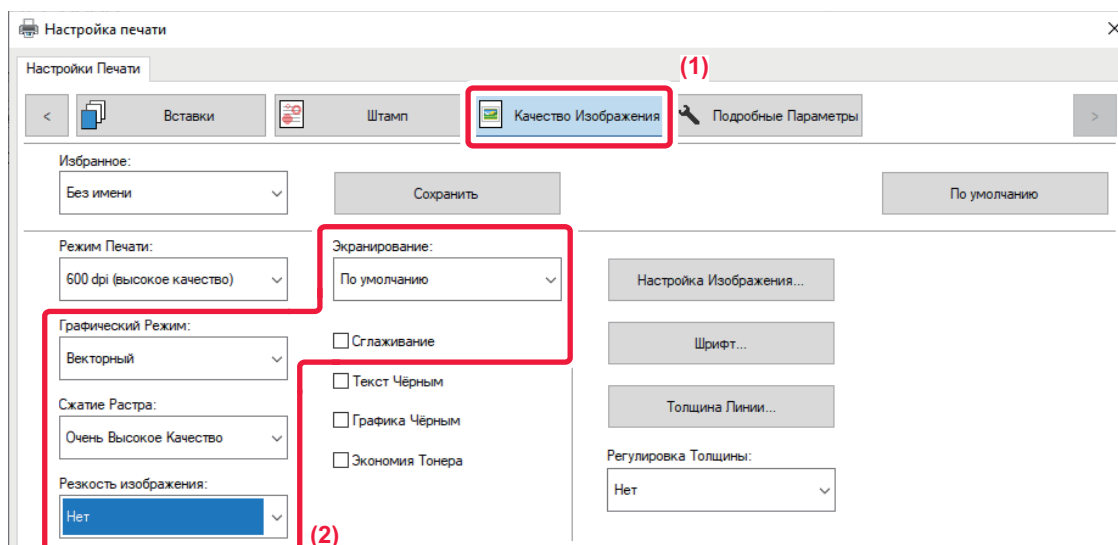 Настройка печати
Настройки Печати
(1)
< Вставки Штамп Качество Изображения Подробные Параметры >
Избранное:
Без имени Сохранить По умолчанию
Режим Печати: Экранирование:
600 dpi (высокое качество) По умолчанию Настройка Изображения...
Графический Режим:
Векторный Сглаживание Шрифт...
Текст Чёрным
Сжатие Растра: Толщина Линии...
Очень Высокое Качество Графика Чёрным
Экономия Тонера Регулировка Толщины:
Резкость изображения:
Нет Нет
(2)